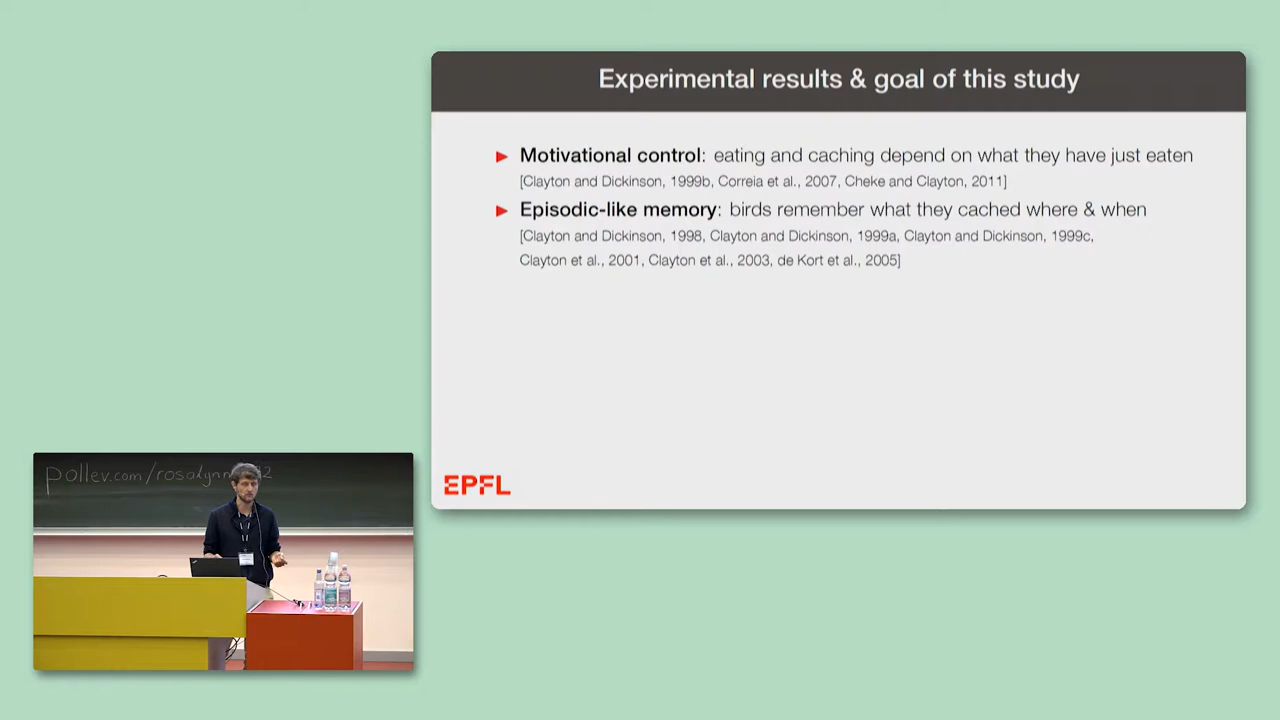 Experimental results & goal of this study
Motivational control: eating and caching depend on what they have just eaten
[Clayton and Dickinson, 1999b, Correia et al., 2007, Cheke and Clayton, 2011]
Episodic-like memory: birds remember what they cached where & when
[Clayton and Dickinson, 1998, Clayton and Dickinson, 1999a, Clayton and Dickinson, 1999c,
Clayton et al., 2001, Clayton et al., 2003, de Kort et al., 2005]
EPFL